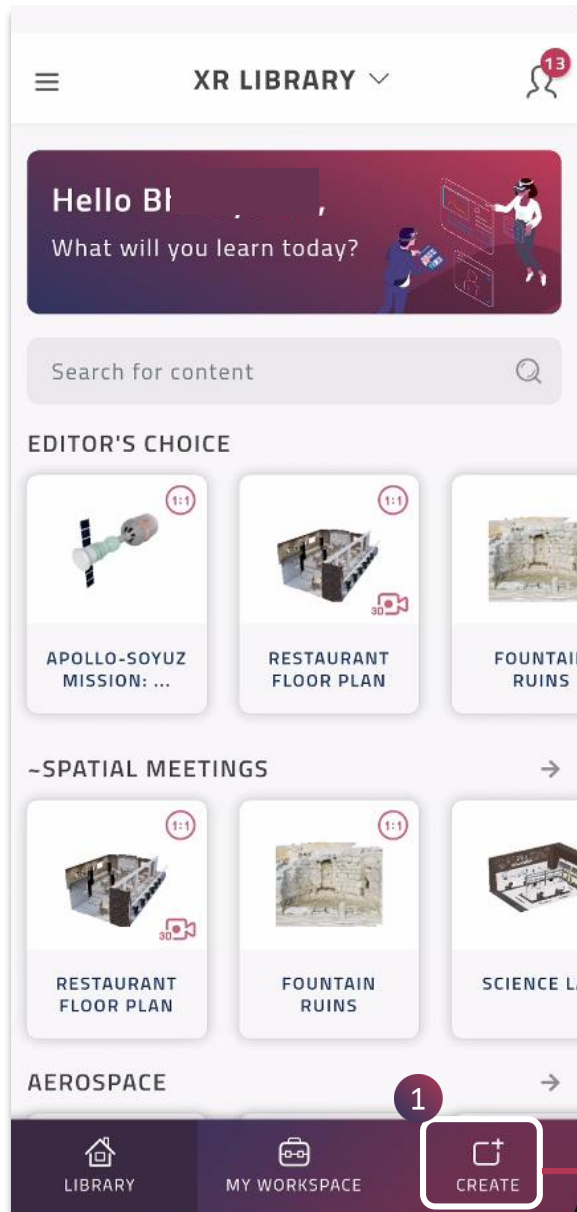 XR LIBRARY
13
Hello
What will you learn today?
Search for content
EDITOR'S CHOICE
1:1
1:1
3D
APOLLO-SOYUZ
MISSION: ...
RESTAURANT
FLOOR PLAN
RUINS
~SPATIAL MEETINGS
1:1
1:1
3D
RESTAURANT
FLOOR PLAN
FOUNTAIN
RUINS
SCIENCE
AEROSPACE
1
LIBRARY
MY WORKSPACE
CREATE